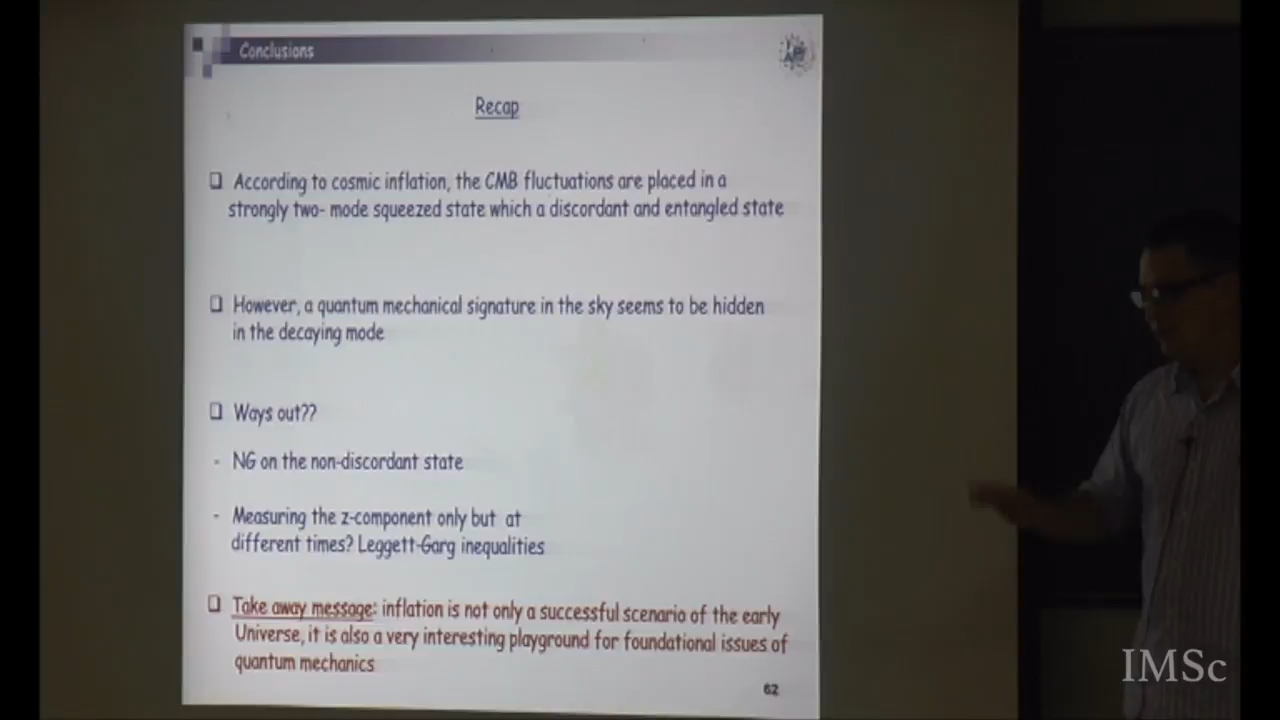 Conclusions
Recap
According to cosmic inflation, the CMB fluctuations are placed in a
strongly two- mode squeezed state which a discordant and entangled state
However, a quantum mechanical signature in the sky seems to be hidden
in the decaying mode
Ways out??
- NG on the non-discordant state
- Measuring the z-component only but at
different times? Leggett-Garg inequalities
Take away message: inflation is not only a successful scenario of the early
Universe, it is also a very interesting playground for foundational issues of
quantum mechanics
62
IMSc